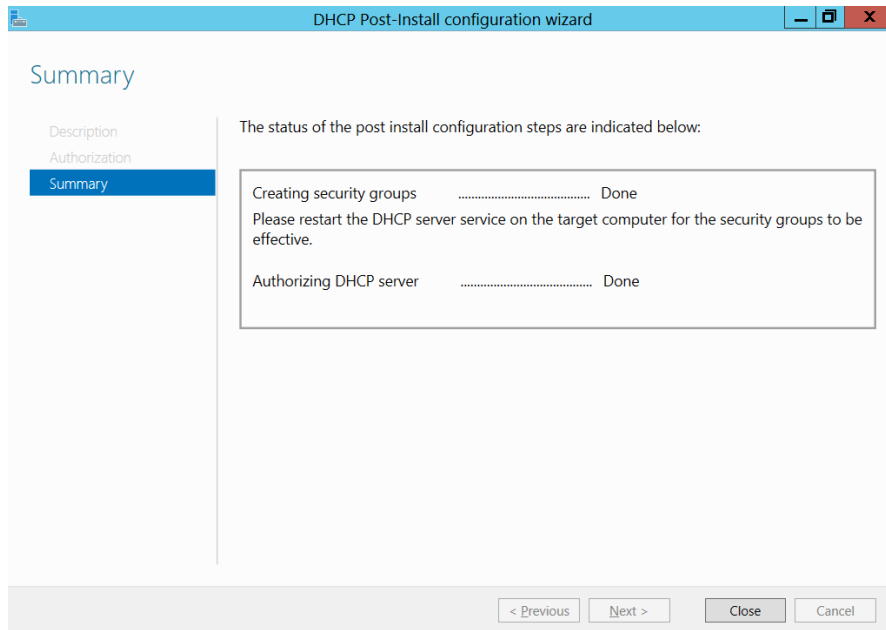 DHCP Post-Install configuration wizard
Summary
Description
Authorization
Summary
The status of the post install configuration steps are indicated below:
Creating security groups ........................................ Done
Please restart the DHCP server service on the target computer for the security groups to be
effective.
Authorizing DHCP server ........................................ Done
< Previous Next > Close Cancel